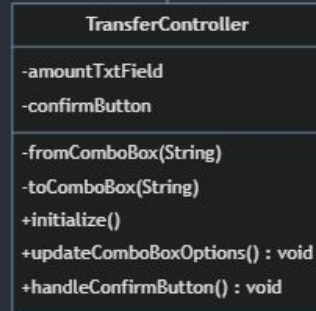 TransferController
-amountTxtField
-confirmButton
-fromComboBox(String)
-toComboBox(String)
+initialize()
+updateComboBoxOptions() : void
+handleConfirmButton() : void